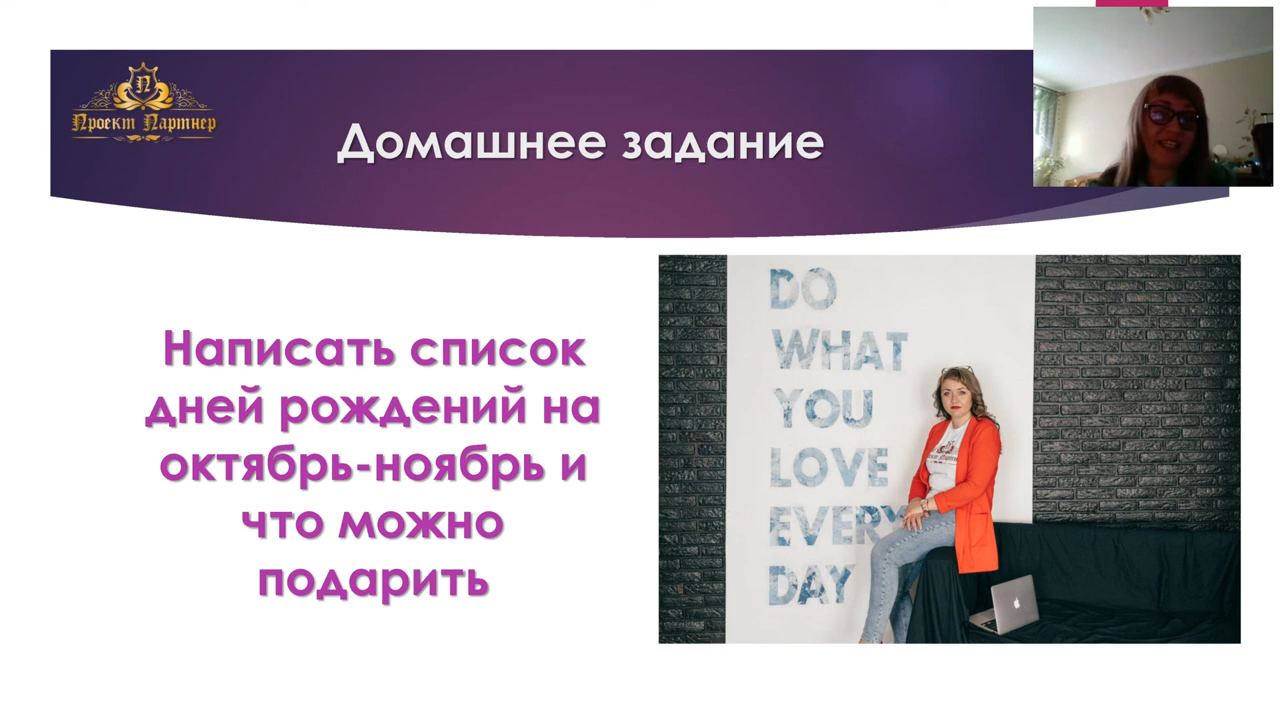 Проект Партнер
Домашнее задание
Написать список
дней рождений на
октябрь-ноябрь и
что можно
подарить
DO
WHAT
YOU
LOVE
EVERY
DAY